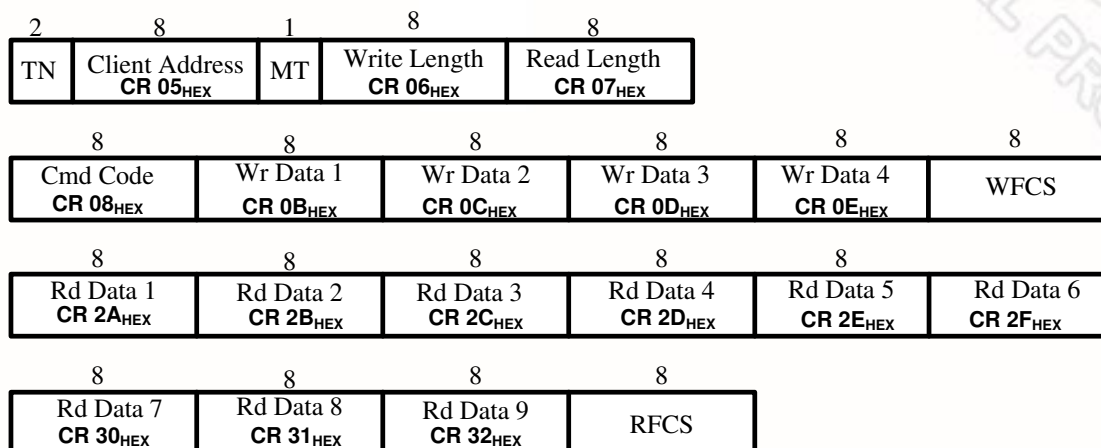 2 8 1 8 8
TN Client Address MT Write Length Read Length
CR 05HEX CR 06HEX CR 07HEX
8 8 8 8 8 8
Cmd Code Wr Data 1 Wr Data 2 Wr Data 3 Wr Data 4 WFCS
CR 08HEX CR 0BHEX CR 0CHEX CR 0DHEX CR 0EHEX
8 8 8 8 8
Rd Data 1 Rd Data 2 Rd Data 3 Rd Data 4 Rd Data 5 Rd Data 6
CR 2AHEX CR 2BHEX CR 2CHEX CR 2DHEX CR 2EHEX CR 2FHEX
8 8 8 8
Rd Data 7 Rd Data 8 Rd Data 9 RFCS
CR 30HEX CR 31HEX CR 32HEX